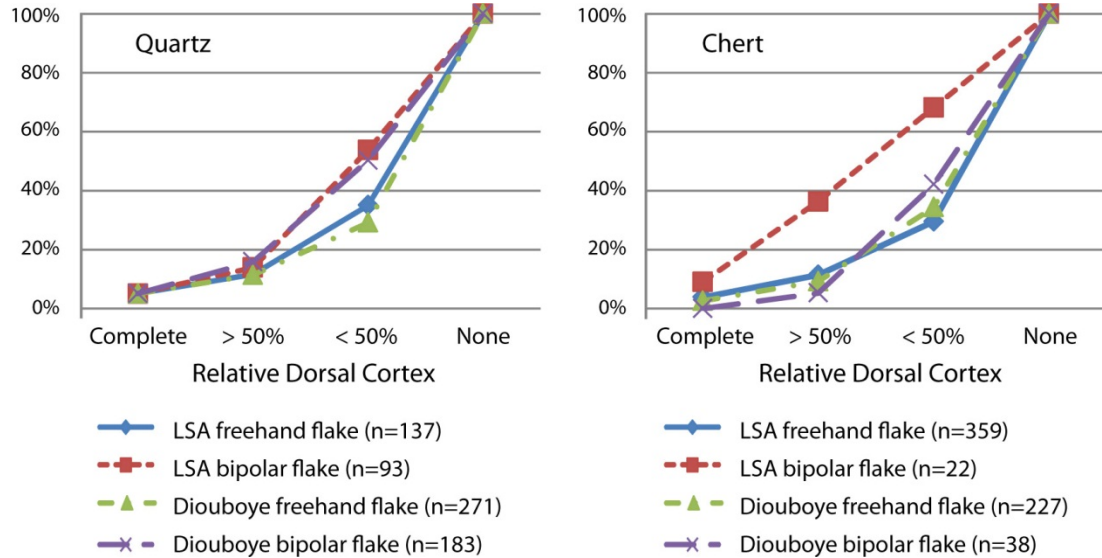 Quartz
100%
80%
60%
40%
20%
0%
Complete > 50% < 50% None
Relative Dorsal Cortex
LSA freehand flake (n=137)
LSA bipolar flake (n=93)
Diouboye freehand flake (n=271)
Diouboye bipolar flake (n=183)
Chert
100%
80%
60%
40%
20%
0%
Complete > 50% < 50% None
Relative Dorsal Cortex
LSA freehand flake (n=359)
LSA bipolar flake (n=22)
Diouboye freehand flake (n=227)
Diouboye bipolar flake (n=38)